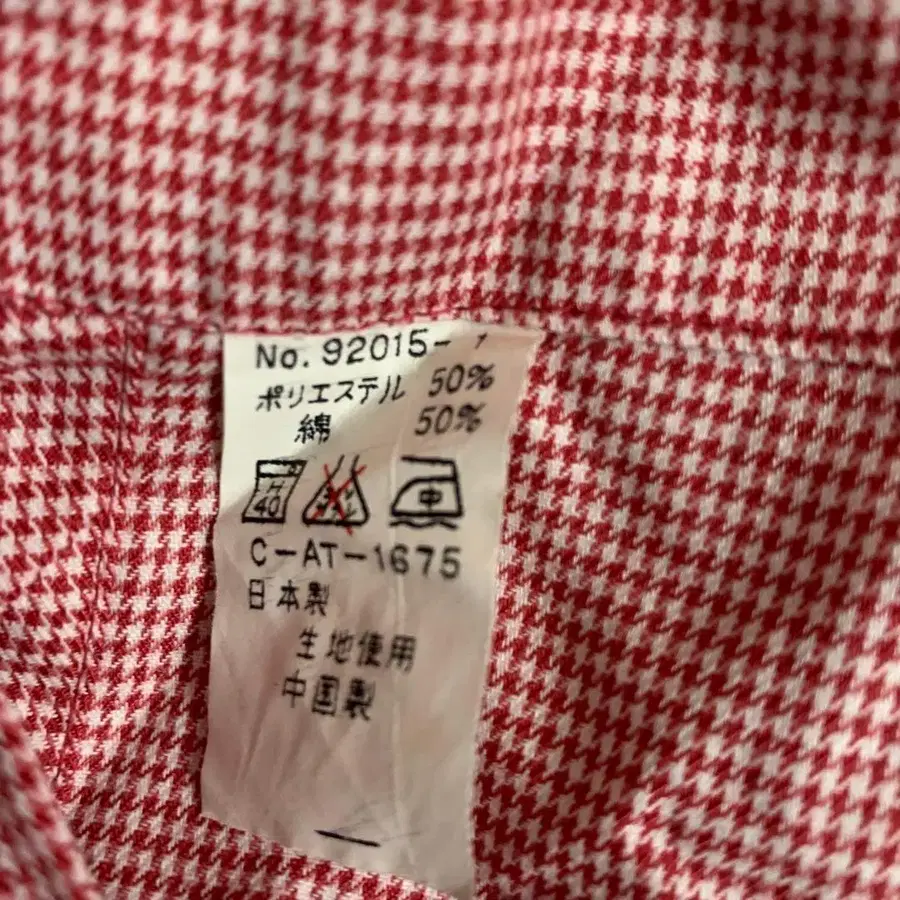 No. 92015-
ポリエステル 50%
綿 50%
40 中
C-AT-1675
日本製
生地使用
中国製